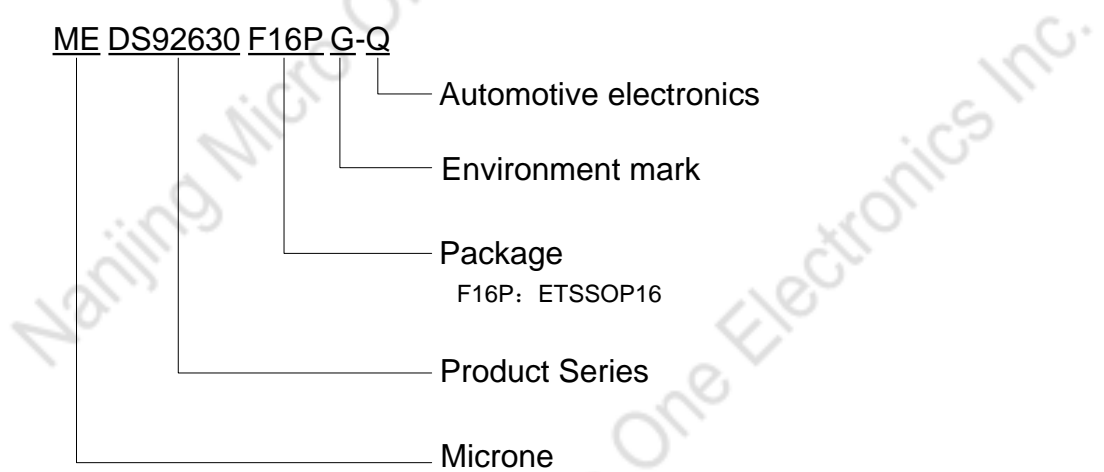 ME DS92630 F16P G-Q
Automotive electronics
Environment mark
Package
F16P：ETSSOP16
Product Series
Microne
Nanjing Micro One Electronics Inc.